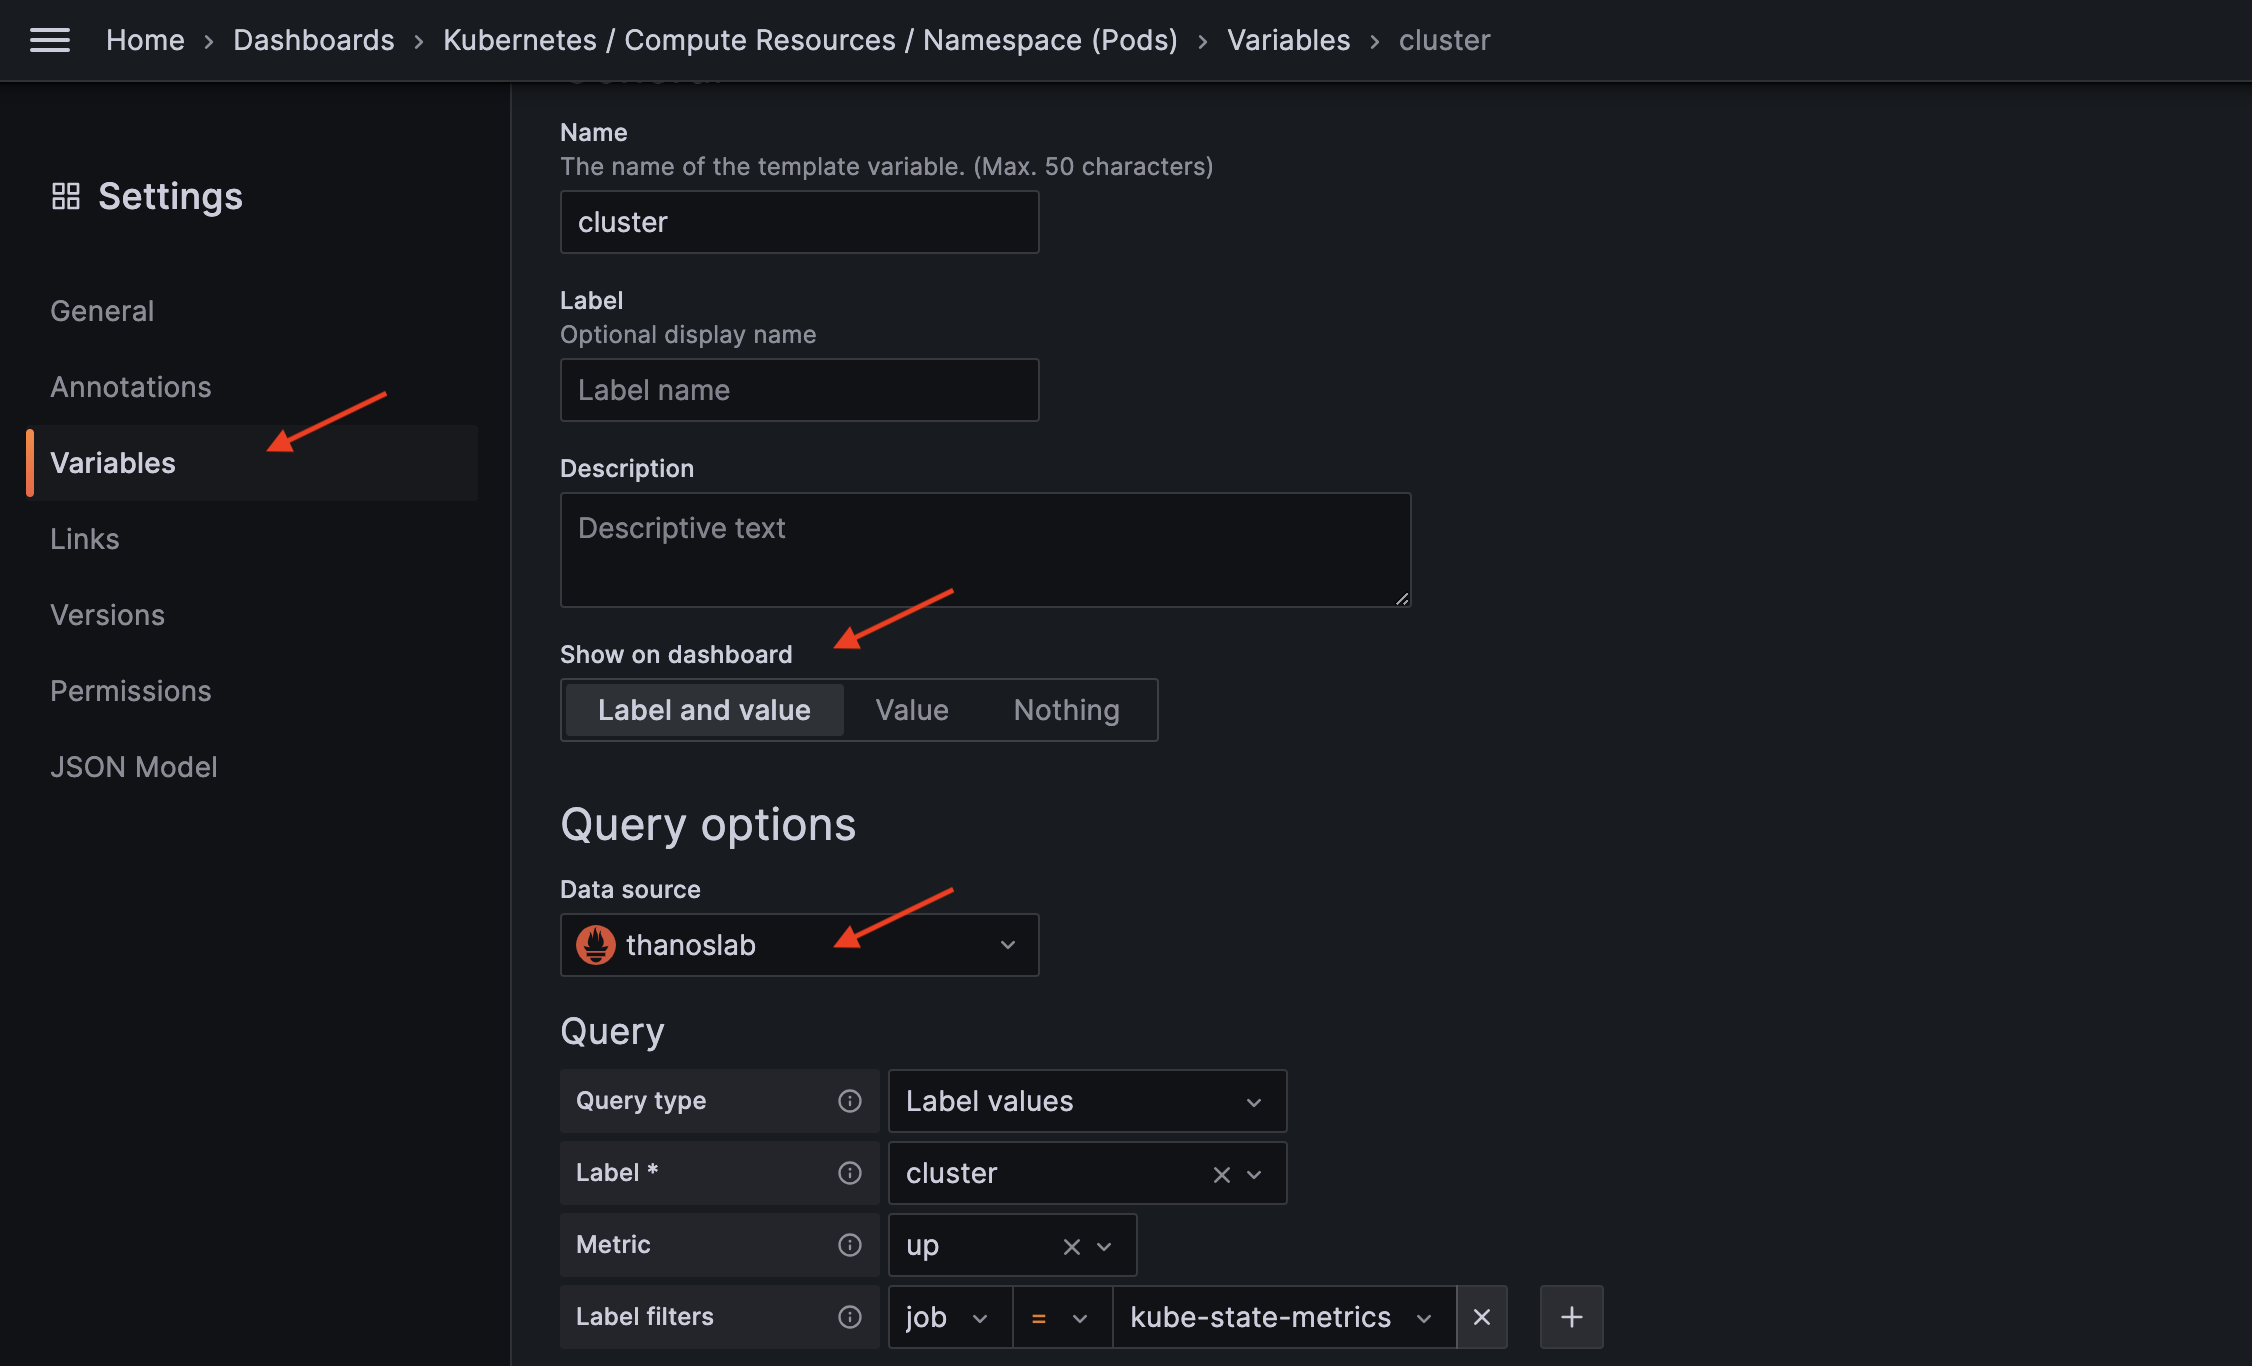 Home › Dashboards › Kubernetes / Compute Resources / Namespace (Pods) › Variables › cluster
Settings
General
Annotations
Variables
Links
Versions
Permissions
JSON Model
Name
The name of the template variable. (Max. 50 characters)
cluster
Label
Optional display name
Label name
Description
Descriptive text
Show on dashboard
Label and value Value Nothing
Query options
Data source
thanoslab
Query
Query type Label values
Label * cluster
Metric up
Label filters job = kube-state-metrics